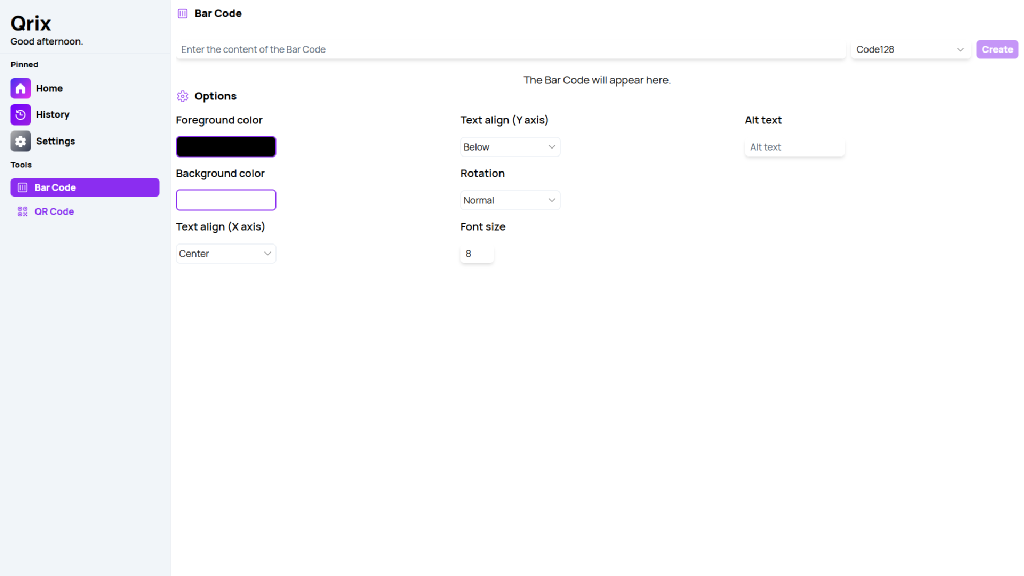 Qrix
Good afternoon.
Pinned
Home
History
Settings
Tools
Bar Code
QR Code
Bar Code
Enter the content of the Bar Code
Code128
Create
The Bar Code will appear here.
Options
Foreground color
Text align (Y axis)
Alt text
Below
Alt text
Background color
Rotation
Normal
Text align (X axis)
Font size
Center
8